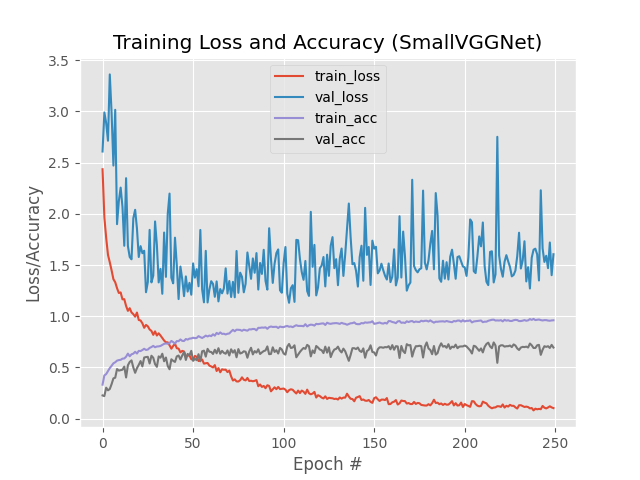 Training Loss and Accuracy (SmallVGGNet)
3.5
3.0
2.5
2.0
1.5
1.0
0.5
0.0
Loss/Accuracy
train_loss
val_loss
train_acc
val_acc
0 50 100 150 200 250
Epoch #